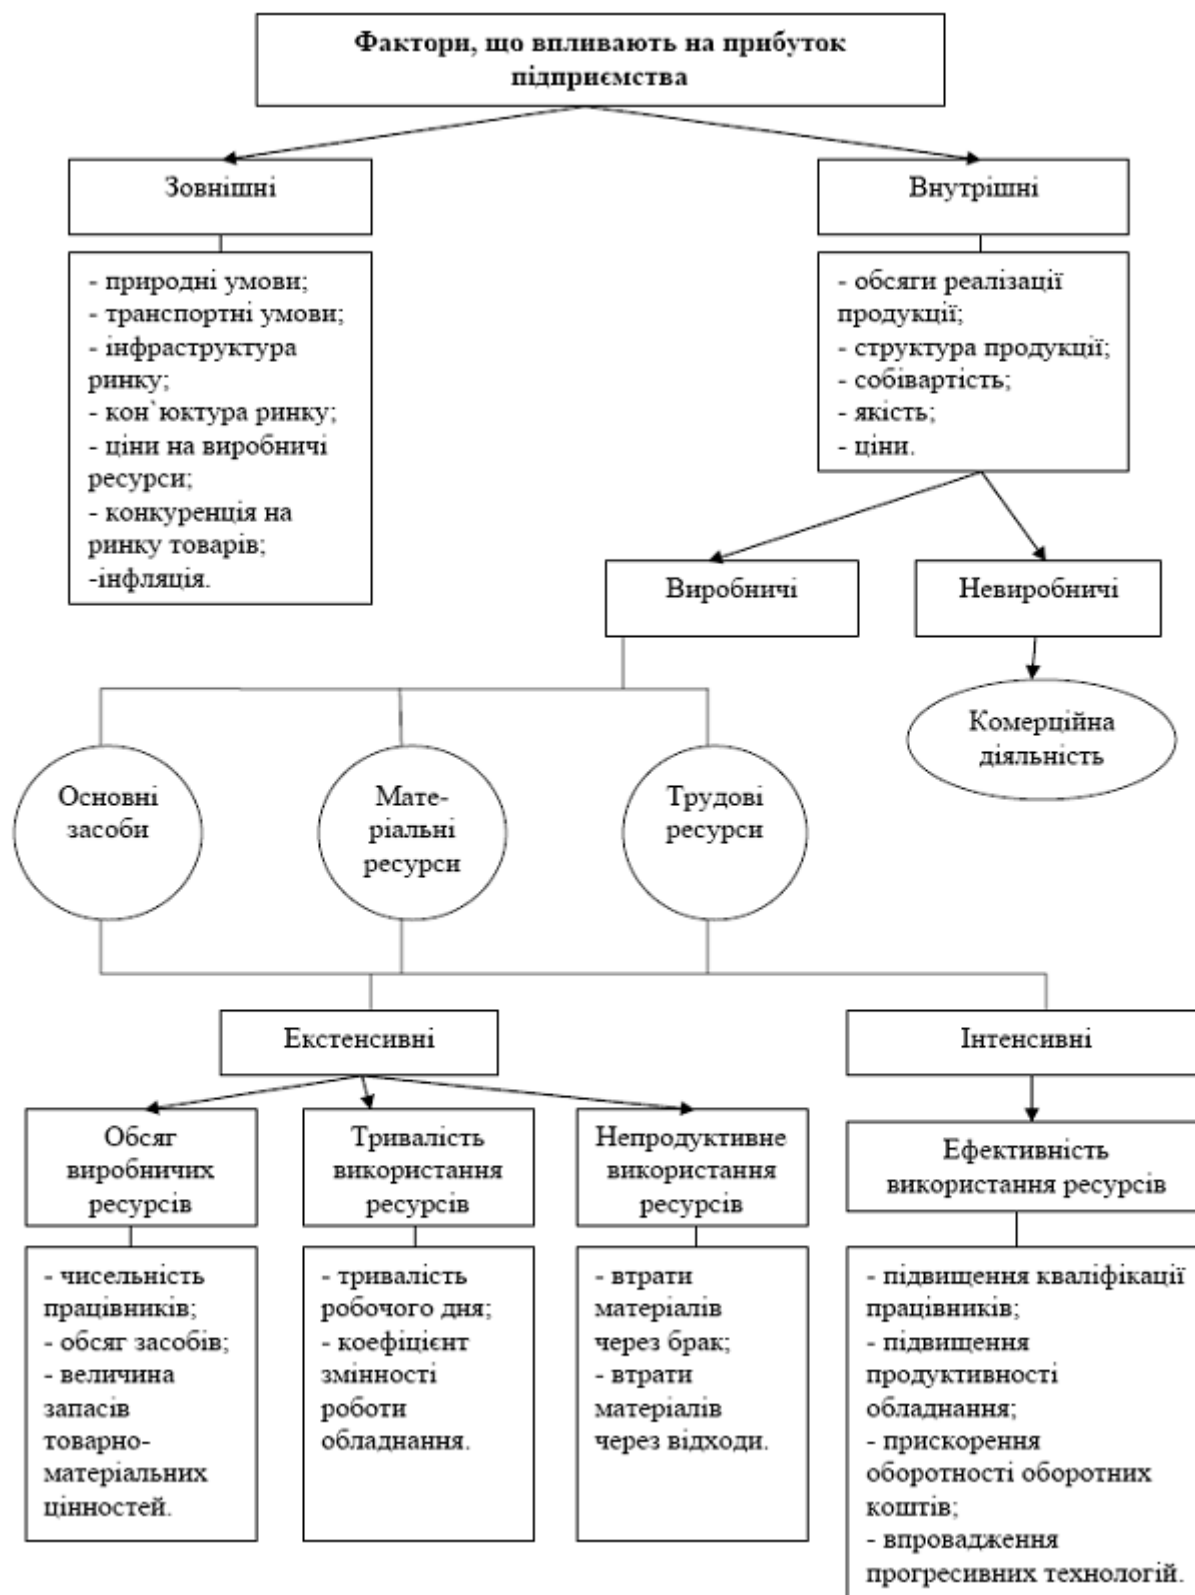 Фактори, що впливають на прибуток
підприємства
Зовнішні
Внутрішні
- природні умови;
- транспортні умови;
- інфраструктура
ринку;
- кон`юктура ринку;
- ціни на виробничі
ресурси;
- конкуренція на
ринку товарів;
-інфляція.
- обсяги реалізації
продукції;
- структура продукції;
- собівартість;
- якість;
- ціни.
Виробничі
Невиробничі
Комерційна
діяльність
Основні
засоби
Мате-
ріальні
ресурси
Трудові
ресурси
Екстенсивні
Інтенсивні
Обсяг
виробничих
ресурсів
Тривалість
використання
ресурсів
Непродуктивне
використання
ресурсів
Ефективність
використання ресурсів
- чисельність
працівників;
- обсяг засобів;
- величина
запасів
товарно-
матеріальних
цінностей.
- тривалість
робочого дня;
- коефіцієнт
змінності
роботи
обладнання.
- втрати
матеріалів
через брак;
- втрати
матеріалів
через відходи.
- підвищення кваліфікації
працівників;
- підвищення
продуктивності
обладнання;
- прискорення
оборотності оборотних
коштів;
- впровадження
прогресивних технологій.